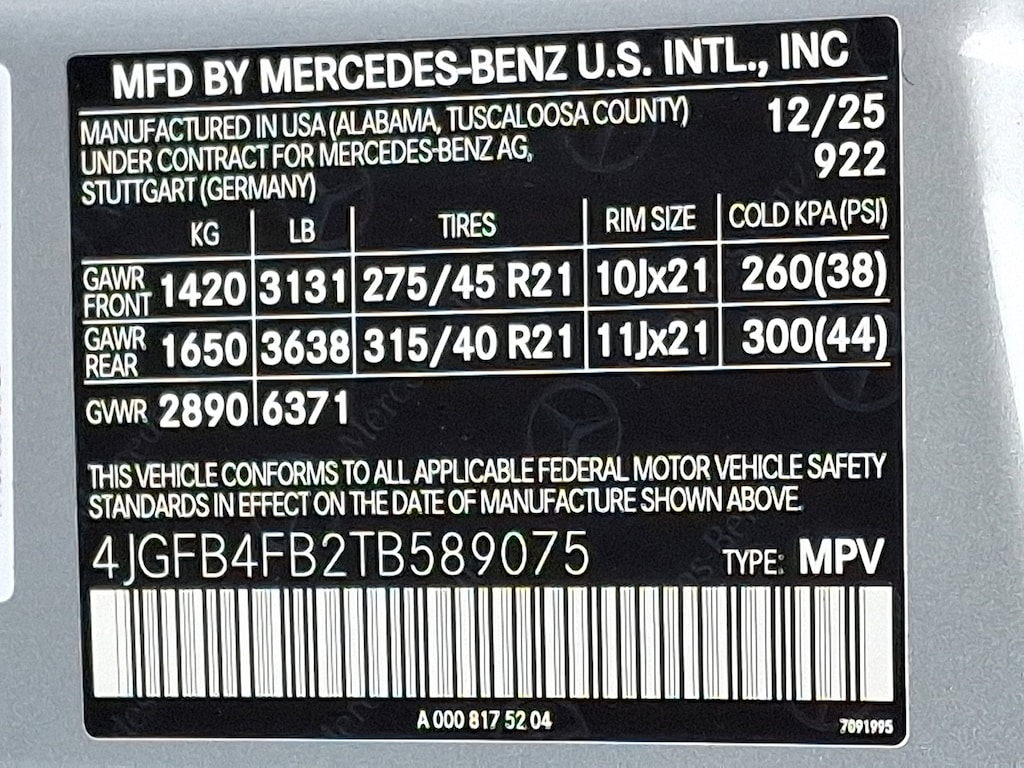 MFD BY MERCEDES-BENZ U.S. INTL., INC
MANUFACTURED IN USA (ALABAMA, TUSCALOOSA COUNTY) 12/25
UNDER CONTRACT FOR MERCEDES-BENZ AG, 922
STUTTGART (GERMANY)
KG LB TIRES RIM SIZE COLD KPA (PSI)
GAWR FRONT 1420 3131 275/45 R21 10Jx21 260(38)
GAWR REAR 1650 3638 315/40 R21 11Jx21 300(44)
GVWR 2890 6371
THIS VEHICLE CONFORMS TO ALL APPLICABLE FEDERAL MOTOR VEHICLE SAFETY
STANDARDS IN EFFECT ON THE DATE OF MANUFACTURE SHOWN ABOVE.
4JGFB4FB2TB589075 TYPE: MPV
A 000 817 52 04 7091995